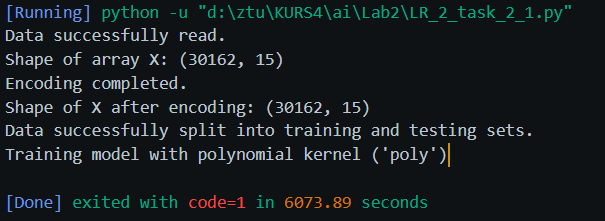 [Running] python -u "d:\ztu\KURS4\ai\Lab2\LR_2_task_2_1.py"
Data successfully read.
Shape of array X: (30162, 15)
Encoding completed.
Shape of X after encoding: (30162, 15)
Data successfully split into training and testing sets.
Training model with polynomial kernel ('poly')
[Done] exited with code=1 in 6073.89 seconds